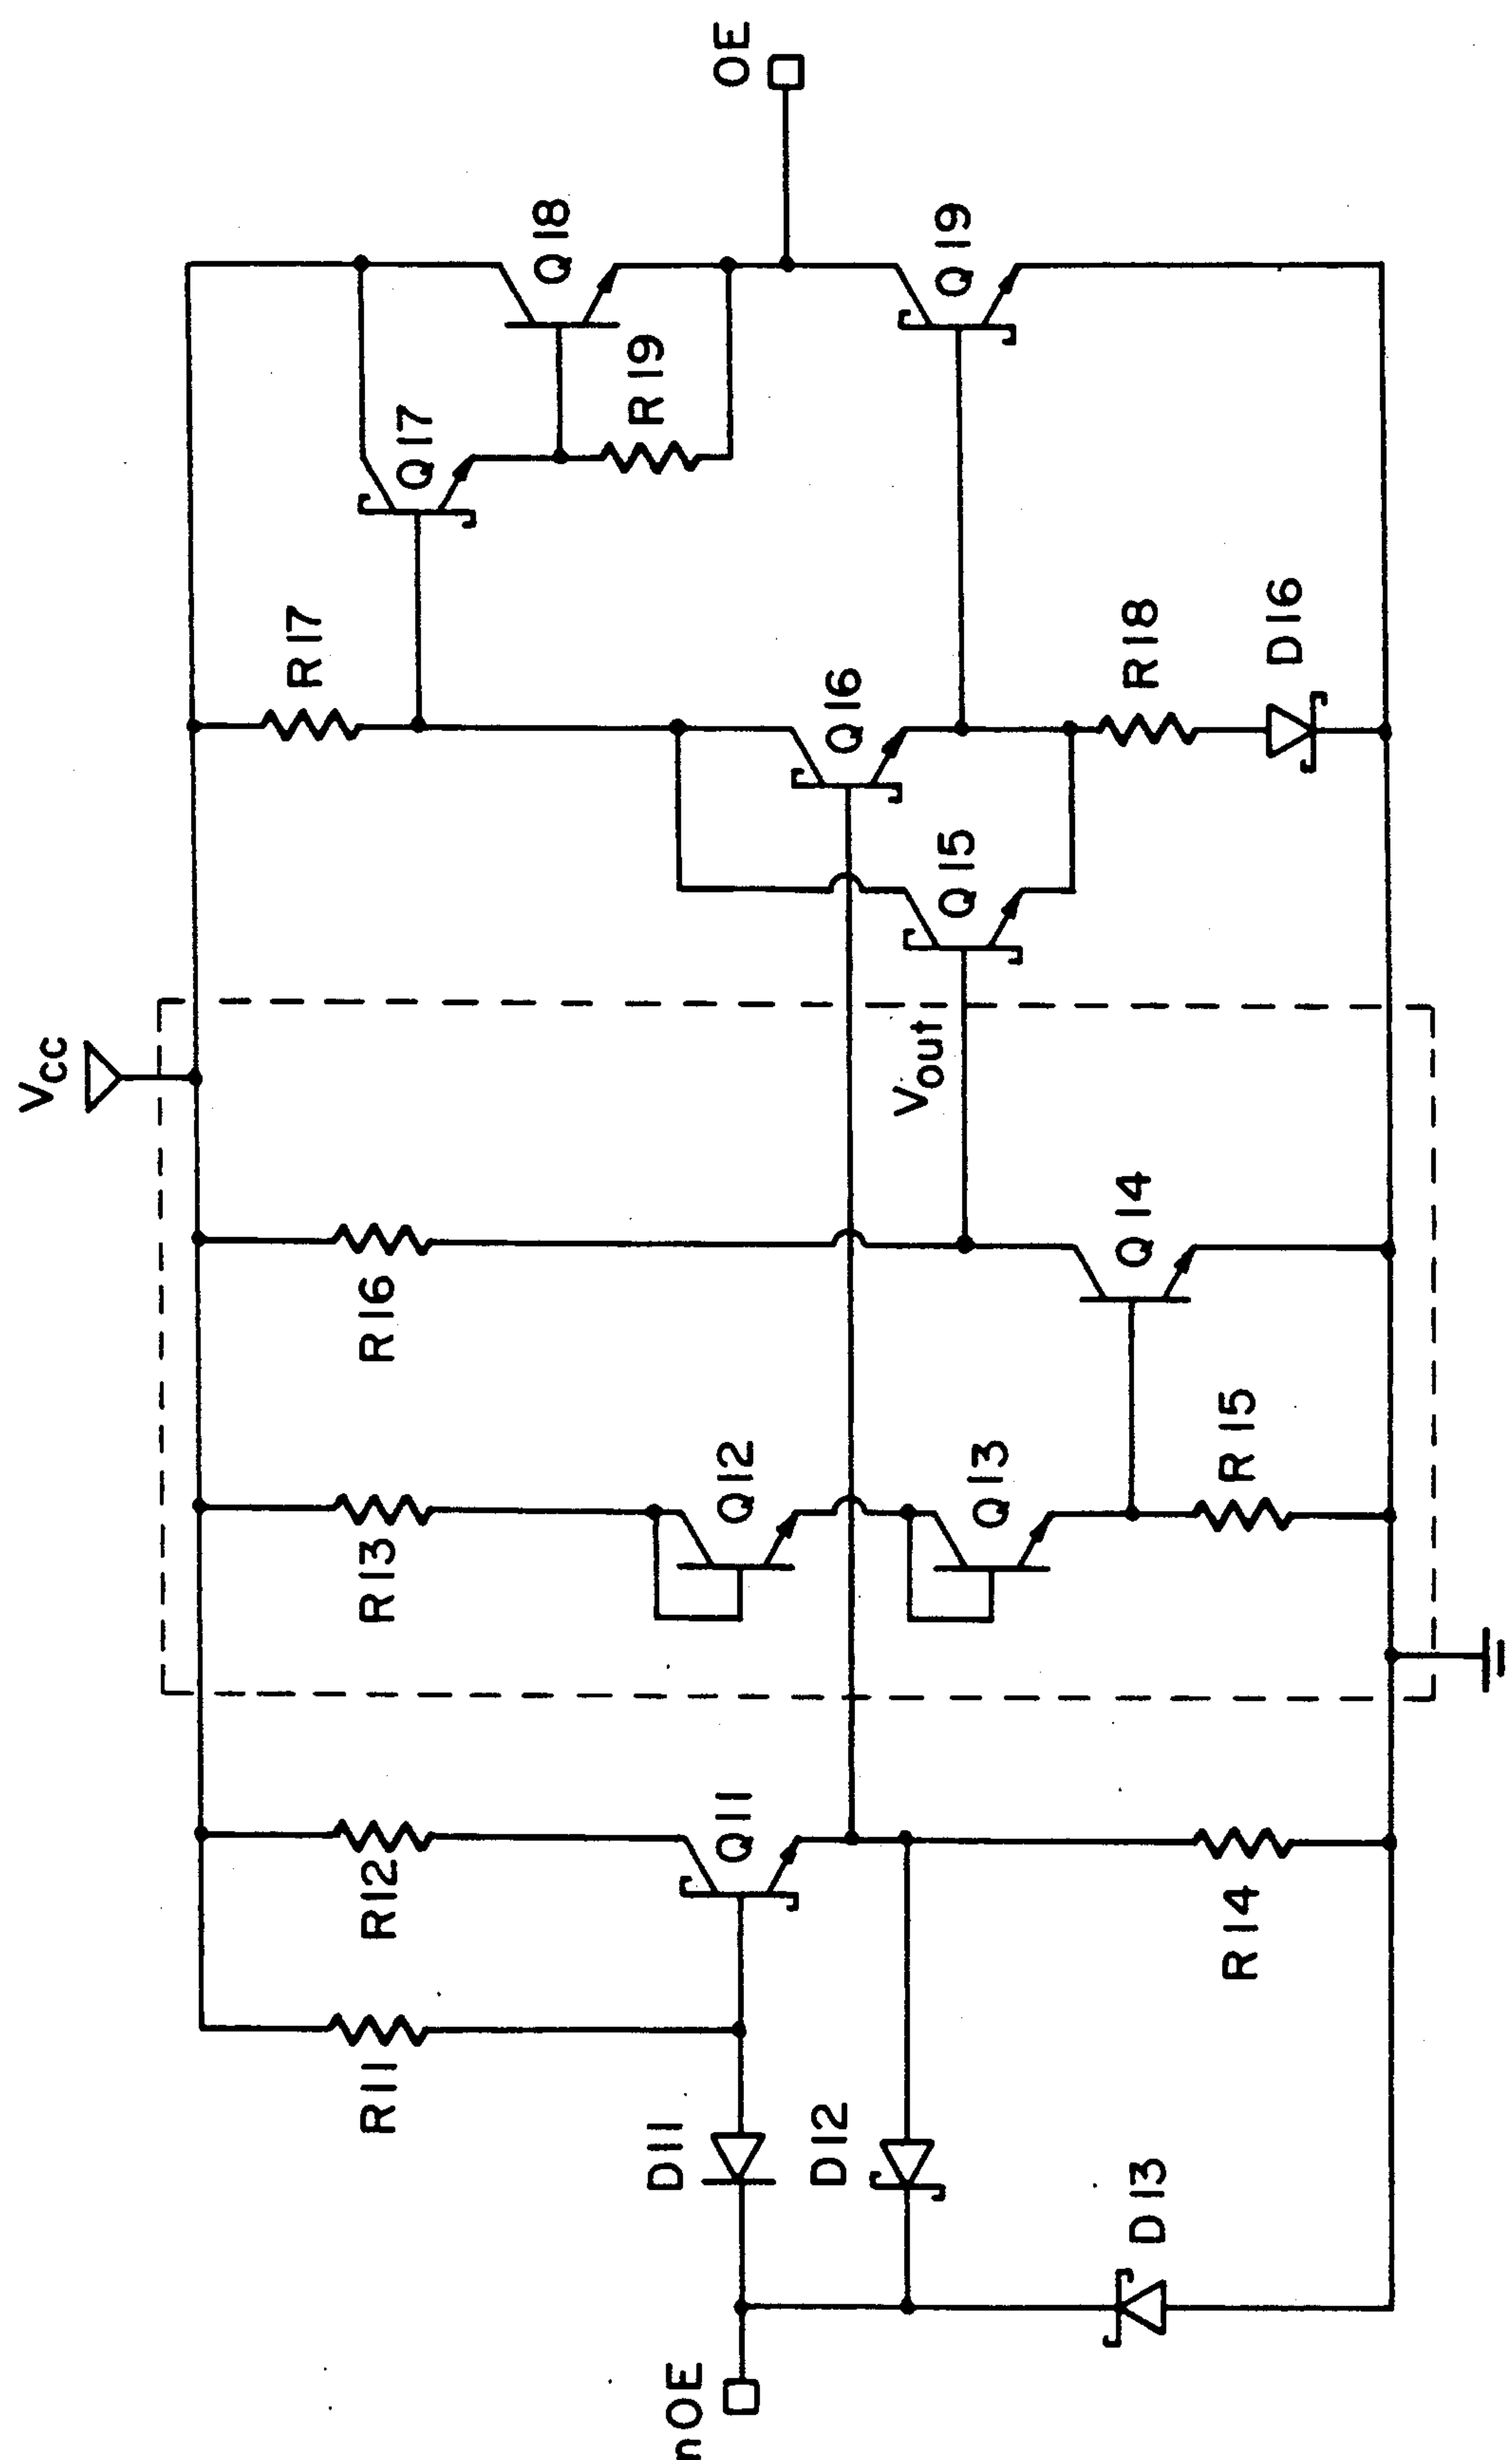 nOE
D11
D12
D13
R11
R12
Q11
R14
R13
Q12
Q13
R15
R16
Q14
Vcc
Vout
Q15
Q16
R17
R18
D16
Q17
Q18
R19
Q19
OE